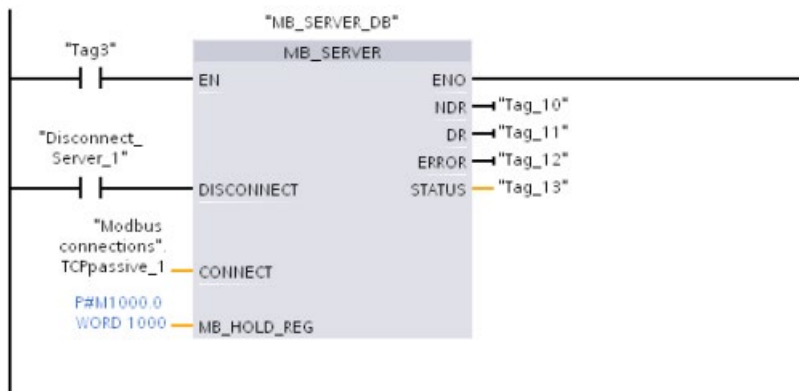 "MB_SERVER_DB"
"Tag3"
MB_SERVER
EN
ENO
NDR
"Tag_10"
DR
"Tag_11"
"Disconnect_
Server_1"
ERROR
"Tag_12"
DISCONNECT
STATUS
"Tag_13"
"Modbus
connections".
TCPpassive_1
CONNECT
P#M1000.0
WORD 1000
MB_HOLD_REG